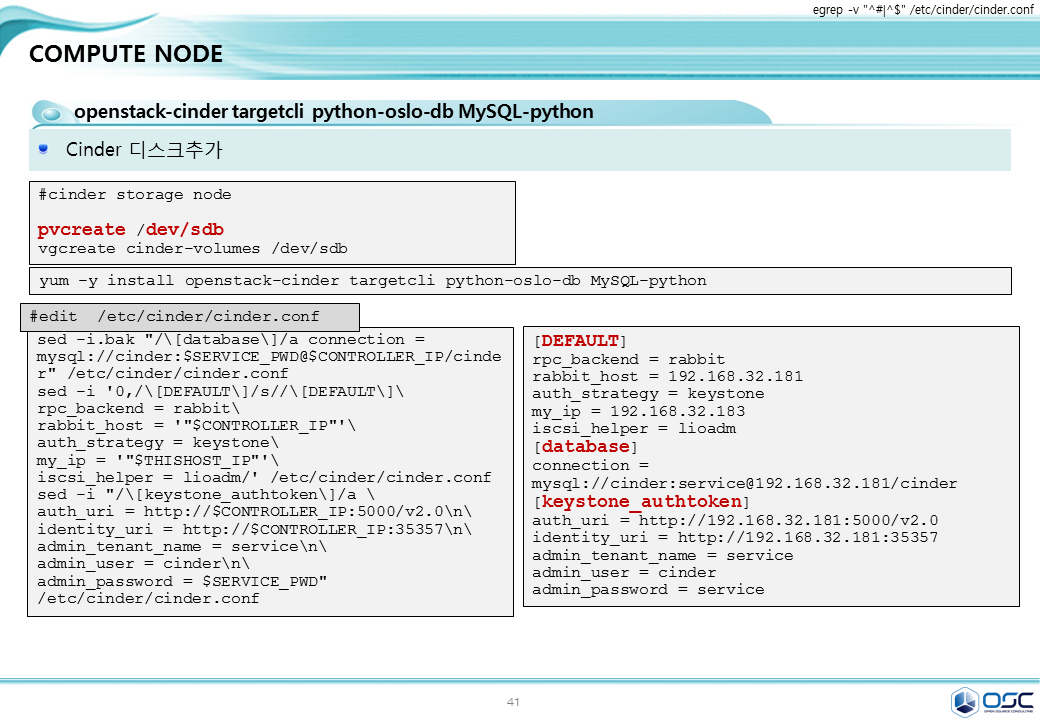 egrep -v "^#|^$" /etc/cinder/cinder.conf
COMPUTE NODE
openstack-cinder targetcli python-oslo-db MySQL-python
Cinder 디스크추가
#cinder storage node
pvcreate /dev/sdb
vgcreate cinder-volumes /dev/sdb
yum -y install openstack-cinder targetcli python-oslo-db MySQL-python
#edit /etc/cinder/cinder.conf
sed -i.bak "/\[database\]/a connection =
mysql://cinder:$SERVICE_PWD@$CONTROLLER_IP/cinde
r" /etc/cinder/cinder.conf
sed -i '0,/\[DEFAULT\]/s//\[DEFAULT\]\
rpc_backend = rabbit\
rabbit_host = '"$CONTROLLER_IP"'\
auth_strategy = keystone\
my_ip = '"$THISHOST_IP"'\
iscsi_helper = lioadm/' /etc/cinder/cinder.conf
sed -i "/\[keystone_authtoken\]/a \
auth_uri = http://$CONTROLLER_IP:5000/v2.0\n\
identity_uri = http://$CONTROLLER_IP:35357\n\
admin_tenant_name = service\n\
admin_user = cinder\n\
admin_password = $SERVICE_PWD"
/etc/cinder/cinder.conf
[DEFAULT]
rpc_backend = rabbit
rabbit_host = 192.168.32.181
auth_strategy = keystone
my_ip = 192.168.32.183
iscsi_helper = lioadm
[database]
connection =
mysql://cinder:service@192.168.32.181/cinder
[keystone_authtoken]
auth_uri = http://192.168.32.181:5000/v2.0
identity_uri = http://192.168.32.181:35357
admin_tenant_name = service
admin_user = cinder
admin_password = service
41
OSC
OPEN SOURCE CONSULTING